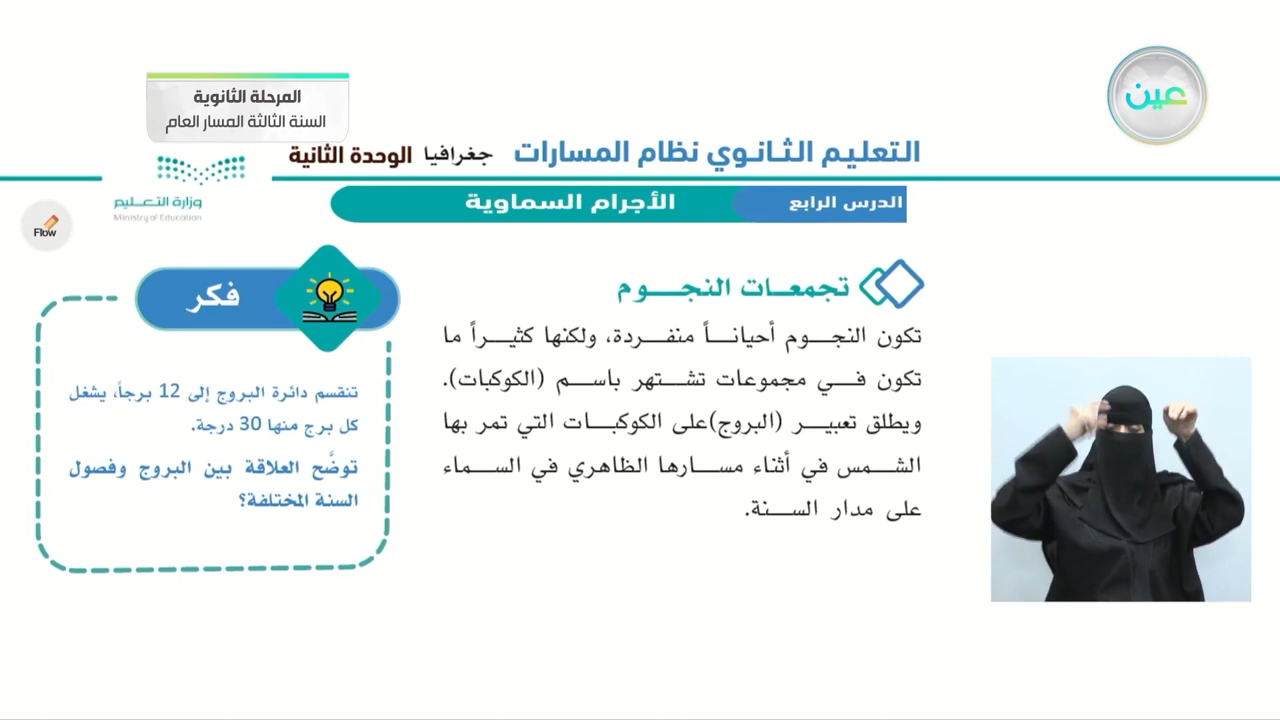 عين
المرحلة الثانوية
السنة الثالثة المسار العام
التعليم الثانوي نظام المسارات جغرافيا الوحدة الثانية
وزارة التعليم
Ministry of Education
الدرس الرابع
الأجرام السماوية
Flow
تجمعات النجوم
تكون النجوم أحياناً منفردة، ولكنها كثيراً ما
تكون في مجموعات تشتهر باسم (الكوكبات).
ويطلق تعبير (البروج)على الكوكبات التي تمر بها
الشمس في أثناء مسارها الظاهري في السماء
على مدار السنة.
فكر
تنقسم دائرة البروج إلى 12 برجاً، يشغل
كل برج منها 30 درجة.
توضَّح العلاقة بين البروج وفصول
السنة المختلفة؟